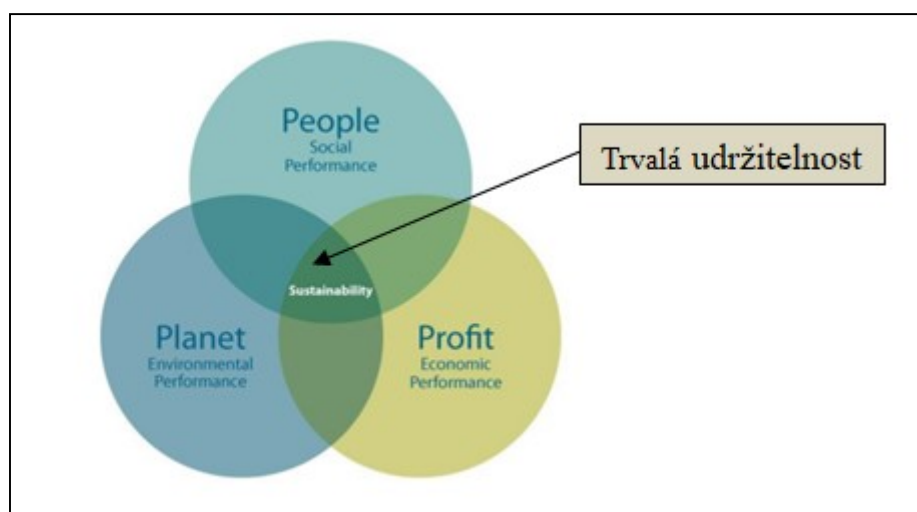 People
Social
Performance
Trvalá udržitelnost
Sustainability
Planet
Environmental
Performance
Profit
Economic
Performance